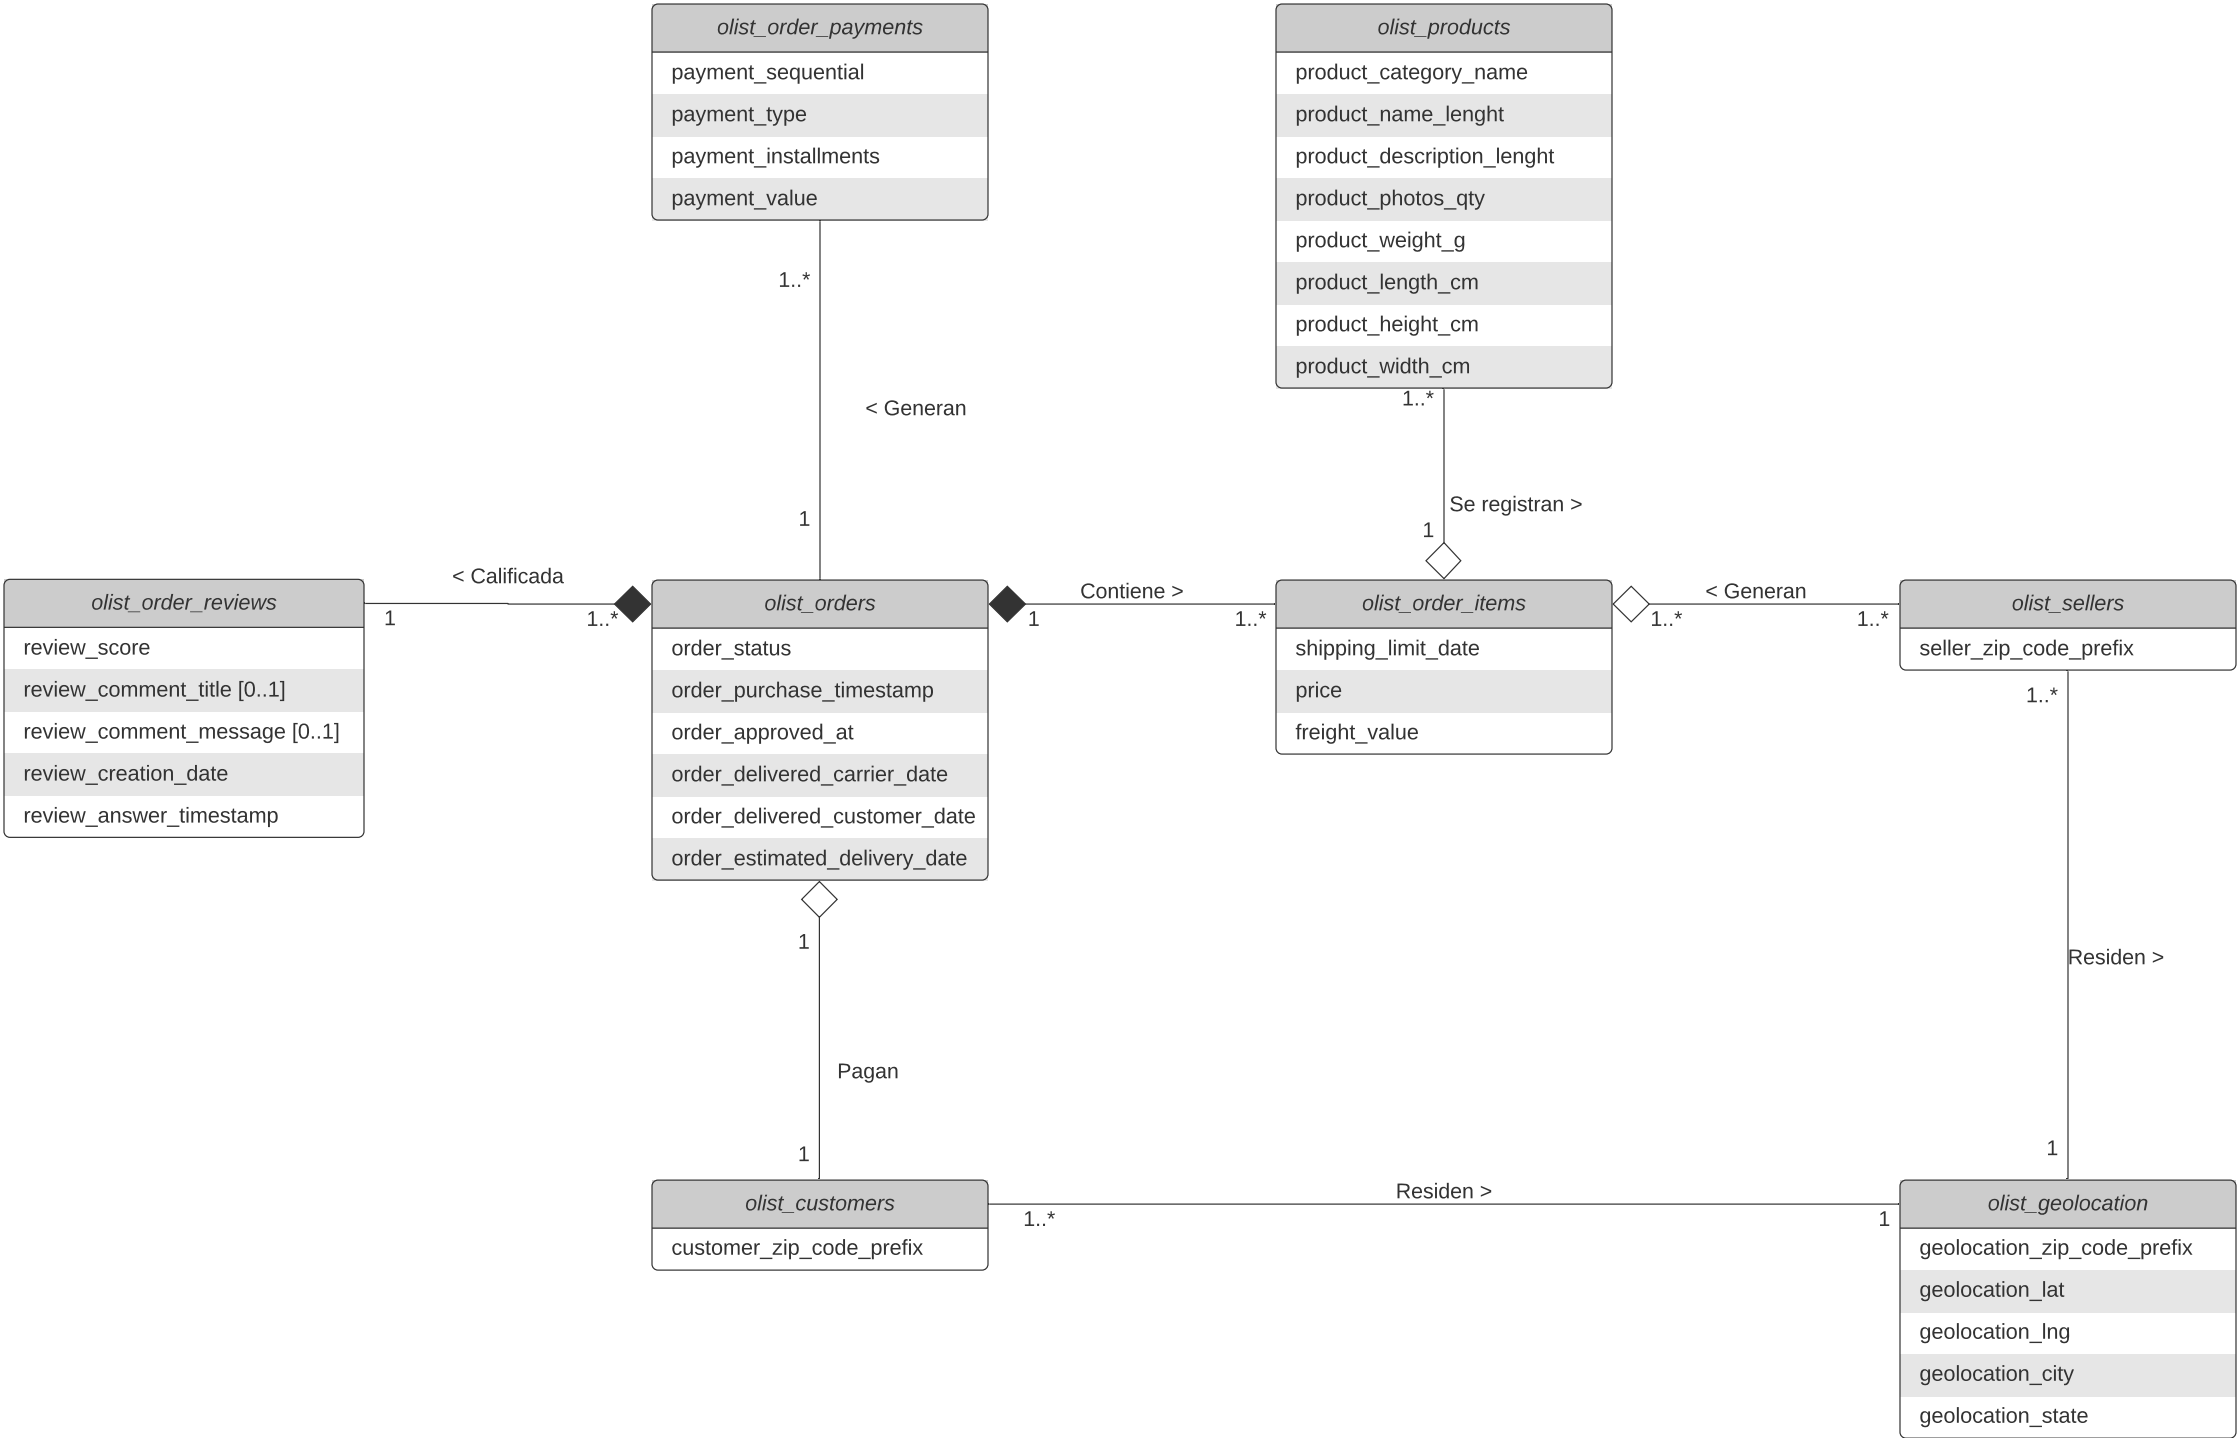 olist_order_payments
payment_sequential
payment_type
payment_installments
payment_value
olist_products
product_category_name
product_name_lenght
product_description_lenght
product_photos_qty
product_weight_g
product_length_cm
product_height_cm
product_width_cm
1..*
< Generan
1
1..*
Se registran >
1
olist_order_reviews
review_score
review_comment_title [0..1]
review_comment_message [0..1]
review_creation_date
review_answer_timestamp
< Calificada
1
1..*
olist_orders
order_status
order_purchase_timestamp
order_approved_at
order_delivered_carrier_date
order_delivered_customer_date
order_estimated_delivery_date
Contiene >
1
1..*
olist_order_items
shipping_limit_date
price
freight_value
< Generan
1..*
1..*
olist_sellers
seller_zip_code_prefix
1..*
Residen >
1
1
Pagan
1
olist_customers
customer_zip_code_prefix
Residen >
1..*
1
olist_geolocation
geolocation_zip_code_prefix
geolocation_lat
geolocation_lng
geolocation_city
geolocation_state